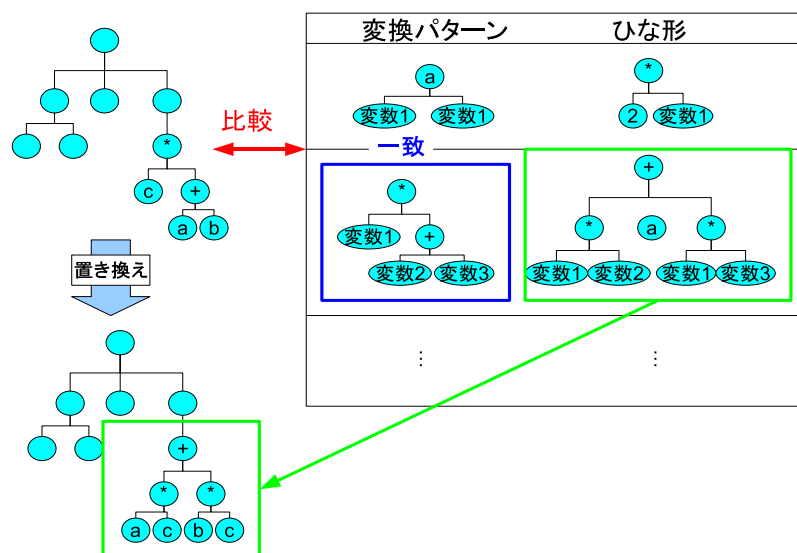 変換パターン ひな形
a
変数1 変数1
*
2 変数1
比較
一致
*
c +
a b
*
変数1 +
変数2 変数3
+
* a *
変数1 変数2 変数1 変数3
置き換え
⋮ ⋮
+
* *
a c b c